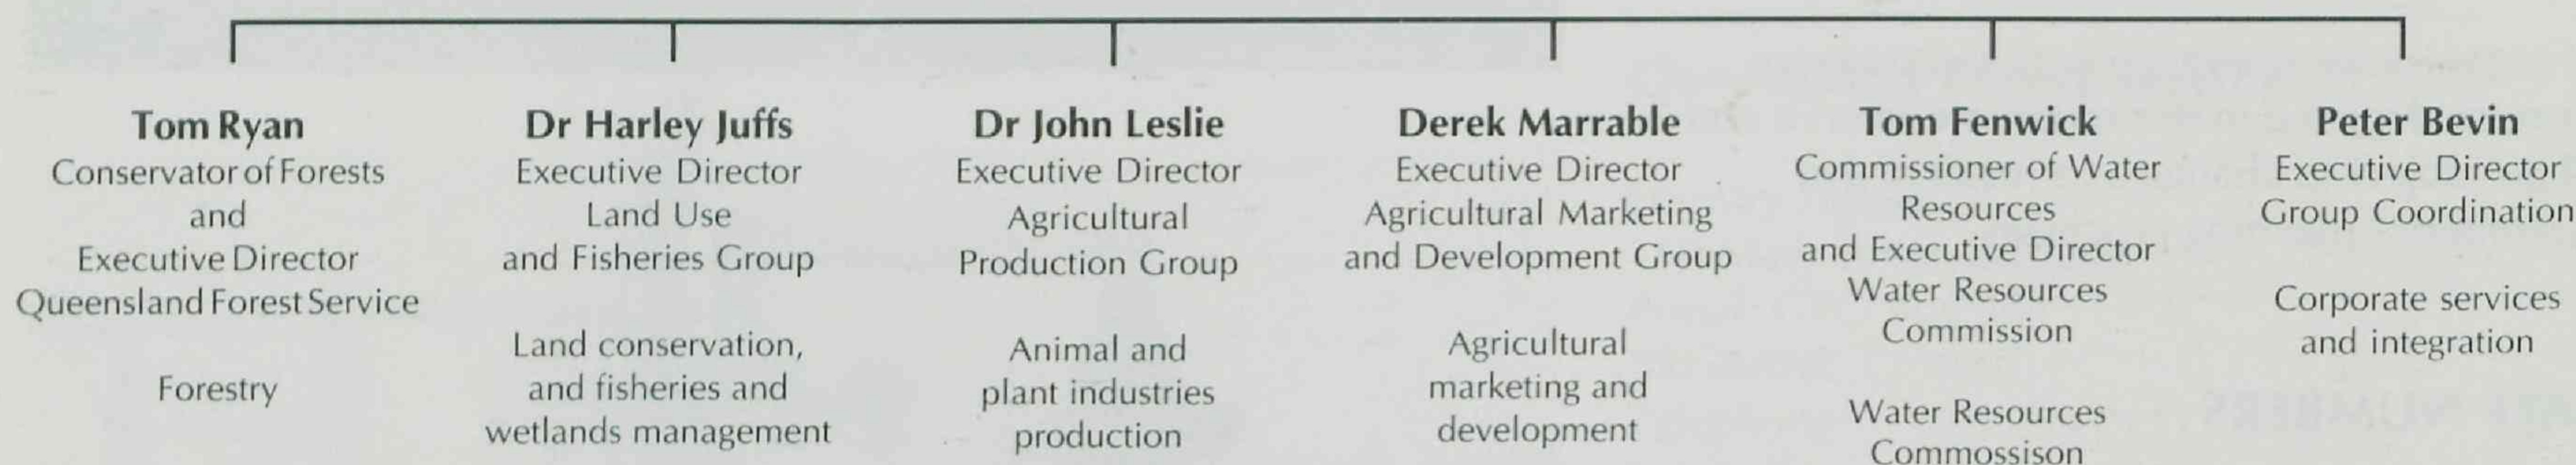 Tom Ryan
Conservator of Forests
and
Executive Director
Queensland Forest Service
Forestry
Dr Harley Juffs
Executive Director
Land Use
and Fisheries Group
Land conservation,
and fisheries and
wetlands management
Dr John Leslie
Executive Director
Agricultural
Production Group
Animal and
plant industries
production
Derek Marrable
Executive Director
Agricultural Marketing
and Development Group
Agricultural
marketing and
development
Tom Fenwick
Commissioner of Water
Resources
and Executive Director
Water Resources
Commission
Water Resources
Commossison
Peter Bevin
Executive Director
Group Coordination
Corporate services
and integration